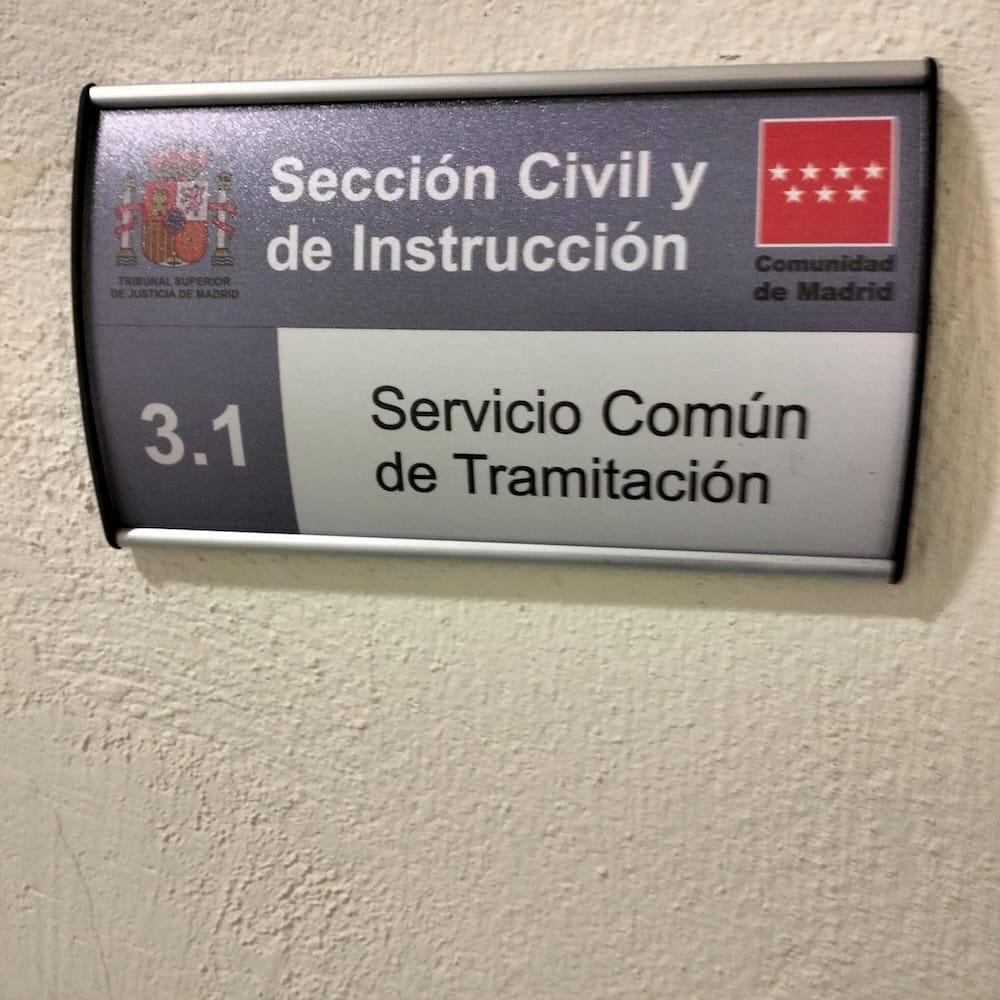 Sección Civil y
de Instrucción
TRIBUNAL SUPERIOR
DE JUSTICIA DE MADRID
Comunidad
de Madrid
3.1
Servicio Común
de Tramitación